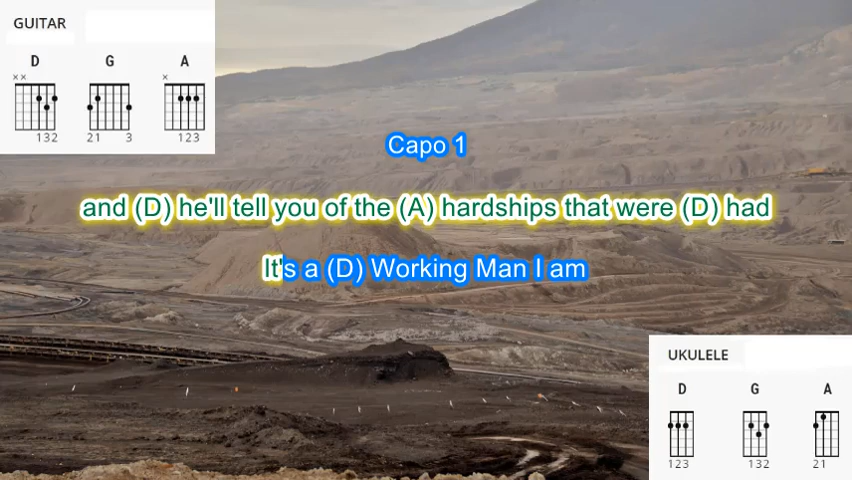 GUITAR
D G A
x x x
132 21 3 123
Capo 1
and (D) he'll tell you of the (A) hardships that were (D) had
It's a (D) Working Man I am
UKULELE
D G A
123 132 21